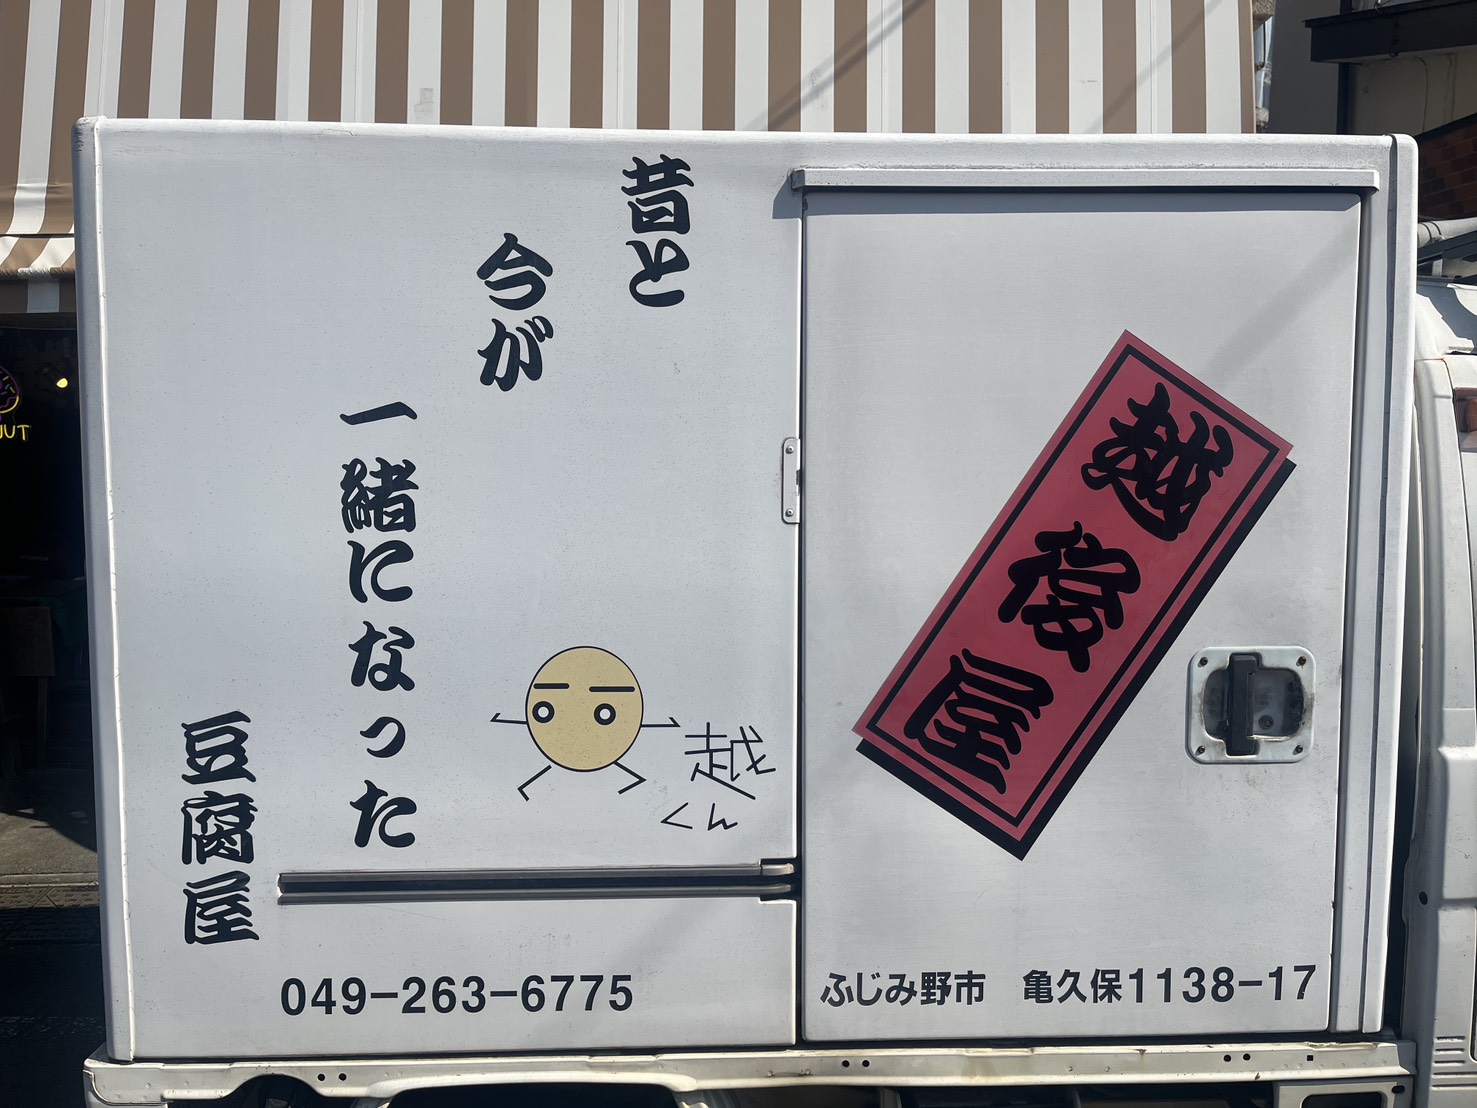 昔と
今が
一緒になった
豆腐屋
越くん
越後屋
049-263-6775
ふじみ野市 亀久保1138-17